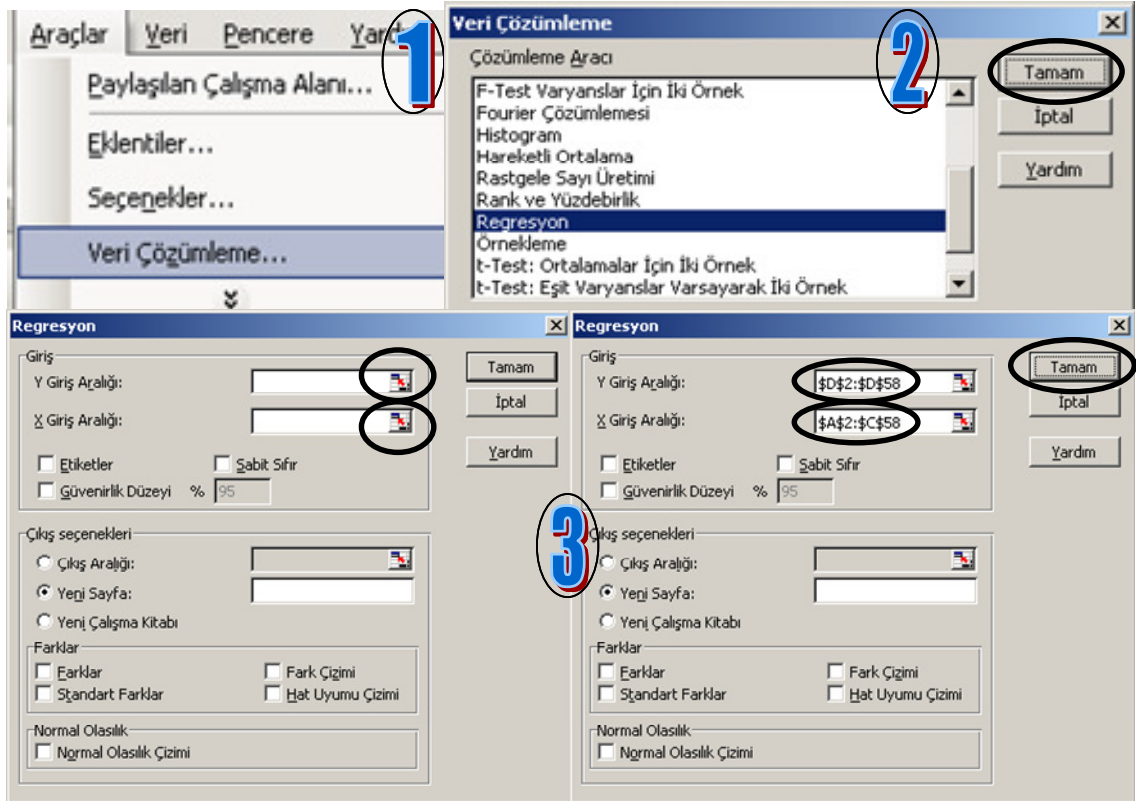 Araçlar Veri Pencere
1
Paylaşılan Çalışma Alanı...
Eklentiler...
Seçenekler...
Veri Çözümleme...
Veri Çözümleme
2
Çözümleme Aracı
F-Test Varyanslar İçin İki Örnek
Fourier Çözümlemesi
Histogram
Hareketli Ortalama
Rastgele Sayı Üretimi
Rank ve Yüzdebirlik
Regresyon
Örnekleme
t-Test: Ortalamalar İçin İki Örnek
t-Test: Eşit Varyanslar Varsayarak İki Örnek
Tamam
İptal
Yardım
Regresyon
Giriş
Y Giriş Aralığı:
X Giriş Aralığı:
Etiketler Sabit Sıfır
Güvenirlik Düzeyi % 95
Tamam
İptal
Yardım
Çıkış seçenekleri
Çıkış Aralığı:
Yeni Sayfa:
Yeni Çalışma Kitabı
Farklar
Farklar Fark Çizimi
Standart Farklar Hat Uyumu Çizimi
Normal Olasılık
Normal Olasılık Çizimi
3
Regresyon
Giriş
Y Giriş Aralığı: $D$2:$D$58
X Giriş Aralığı: $A$2:$C$58
Etiketler Sabit Sıfır
Güvenirlik Düzeyi % 95
Tamam
İptal
Yardım
Çıkış seçenekleri
Çıkış Aralığı:
Yeni Sayfa:
Yeni Çalışma Kitabı
Farklar
Farklar Fark Çizimi
Standart Farklar Hat Uyumu Çizimi
Normal Olasılık
Normal Olasılık Çizimi